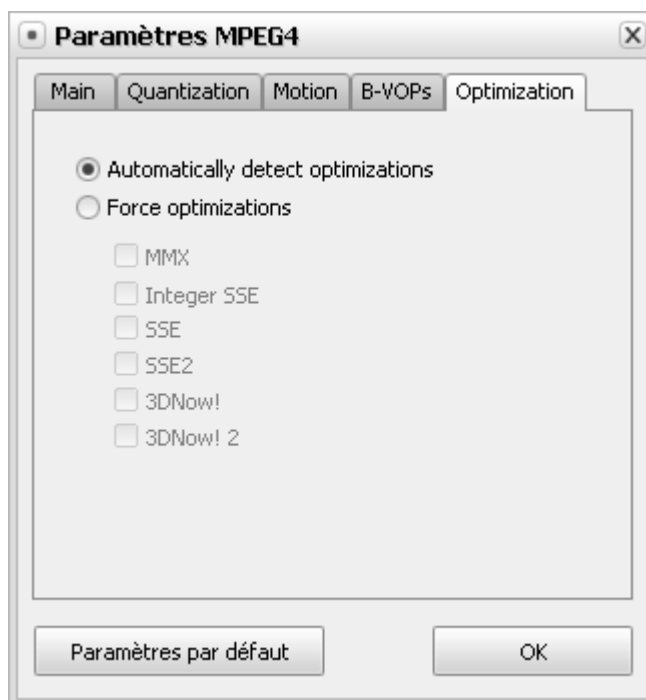 Paramètres MPEG4
Main Quantization Motion B-VOPs Optimization
Automatically detect optimizations
Force optimizations
MMX
Integer SSE
SSE
SSE2
3DNow!
3DNow! 2
Paramètres par défaut OK